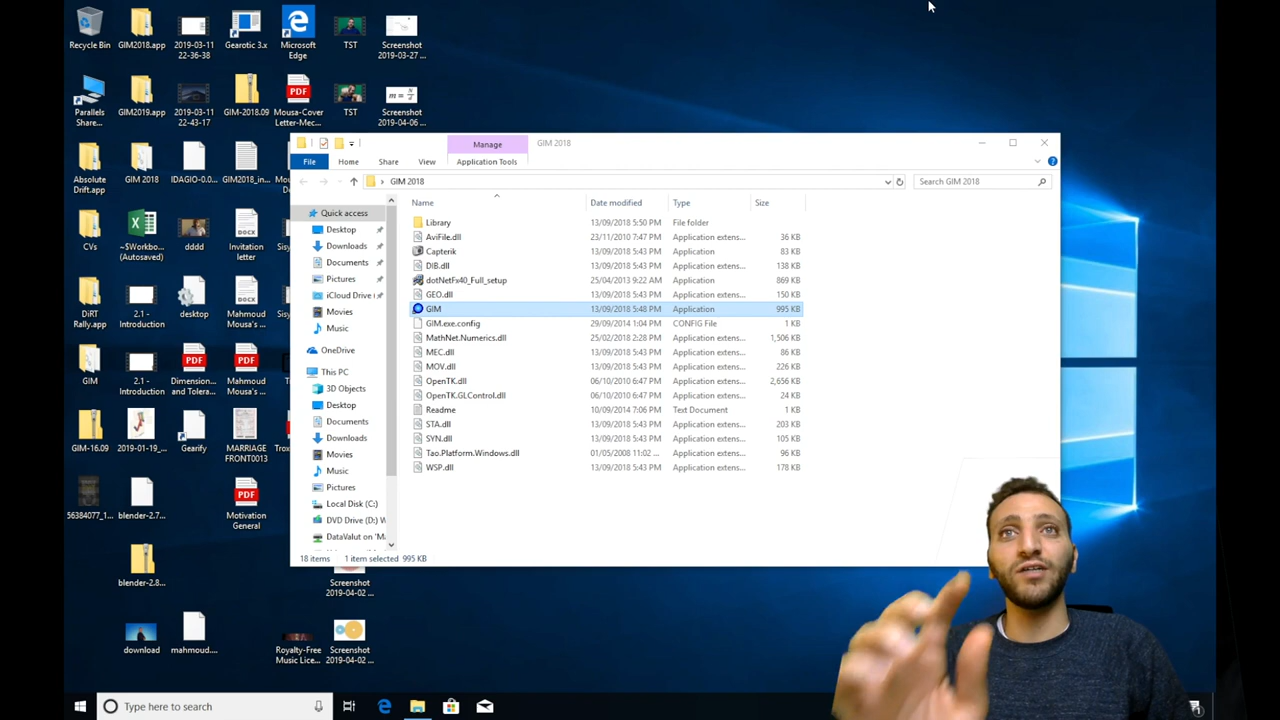 Recycle Bin
GIM2018.app
2019-03-11
22-36-38
Gearotic 3.x
Microsoft
Edge
TST
Screenshot
2019-03-27 ...
Parallels
Share...
GIM2019.app
2019-03-11
22-43-17
GIM-2018.09
PDF
Mousa-Cover
Letter-Mec...
TST
Screenshot
2019-04-06 ...
Absolute
Drift.app
GIM 2018
IDAGIO-0.0...
GIM2018_in...
CVs
~$Workbo...
(Autosaved)
dddd
Invitation
letter
DiRT
Rally.app
2.1 -
Introduction
desktop
Mahmoud
Mousa's ...
GIM
2.1 -
Introduction
PDF
Dimension...
and Tolera...
PDF
Mahmoud
Mousa's ...
GIM-16.09
2019-01-19_...
Gearify
MARRIAGE
FRONT0013
56384077_1...
blender-2.7...
PDF
Motivation
General
blender-2.8...
Screenshot
2019-04-02 ...
download
mahmoud...
Royalty-Free
Music Lice...
Screenshot
2019-04-02 ...
Manage
GIM 2018
File
Home
Share
View
Application Tools
GIM 2018
Search GIM 2018
Quick access
Desktop
Downloads
Documents
Pictures
iCloud Drive
Movies
Music
OneDrive
This PC
3D Objects
Desktop
Documents
Downloads
Movies
Music
Pictures
Local Disk (C:)
DVD Drive (D:) W
DataValut on 'Ma
Name Date modified Type Size
Library 13/09/2018 5:50 PM File folder
AviFile.dll 23/11/2010 7:47 PM Application extens... 36 KB
Capterik 13/09/2018 5:43 PM Application 83 KB
DIB.dll 13/09/2018 5:43 PM Application extens... 138 KB
dotNetFx40_Full_setup 25/04/2013 9:22 AM Application 869 KB
GEO.dll 13/09/2018 5:43 PM Application extens... 150 KB
GIM 13/09/2018 5:48 PM Application 995 KB
GIM.exe.config 29/09/2014 1:04 PM CONFIG File 1 KB
MathNet.Numerics.dll 25/02/2018 2:28 PM Application extens... 1,506 KB
MEC.dll 13/09/2018 5:43 PM Application extens... 86 KB
MOV.dll 13/09/2018 5:43 PM Application extens... 226 KB
OpenTK.dll 06/10/2010 6:47 PM Application extens... 2,656 KB
OpenTK.GLControl.dll 06/10/2010 6:47 PM Application extens... 24 KB
Readme 10/09/2014 7:06 PM Text Document 1 KB
STA.dll 13/09/2018 5:43 PM Application extens... 203 KB
SYN.dll 13/09/2018 5:43 PM Application extens... 105 KB
Tao.Platform.Windows.dll 01/05/2008 11:02 ... Application extens... 96 KB
WSP.dll 13/09/2018 5:43 PM Application extens... 178 KB
18 items 1 item selected 995 KB
Type here to search